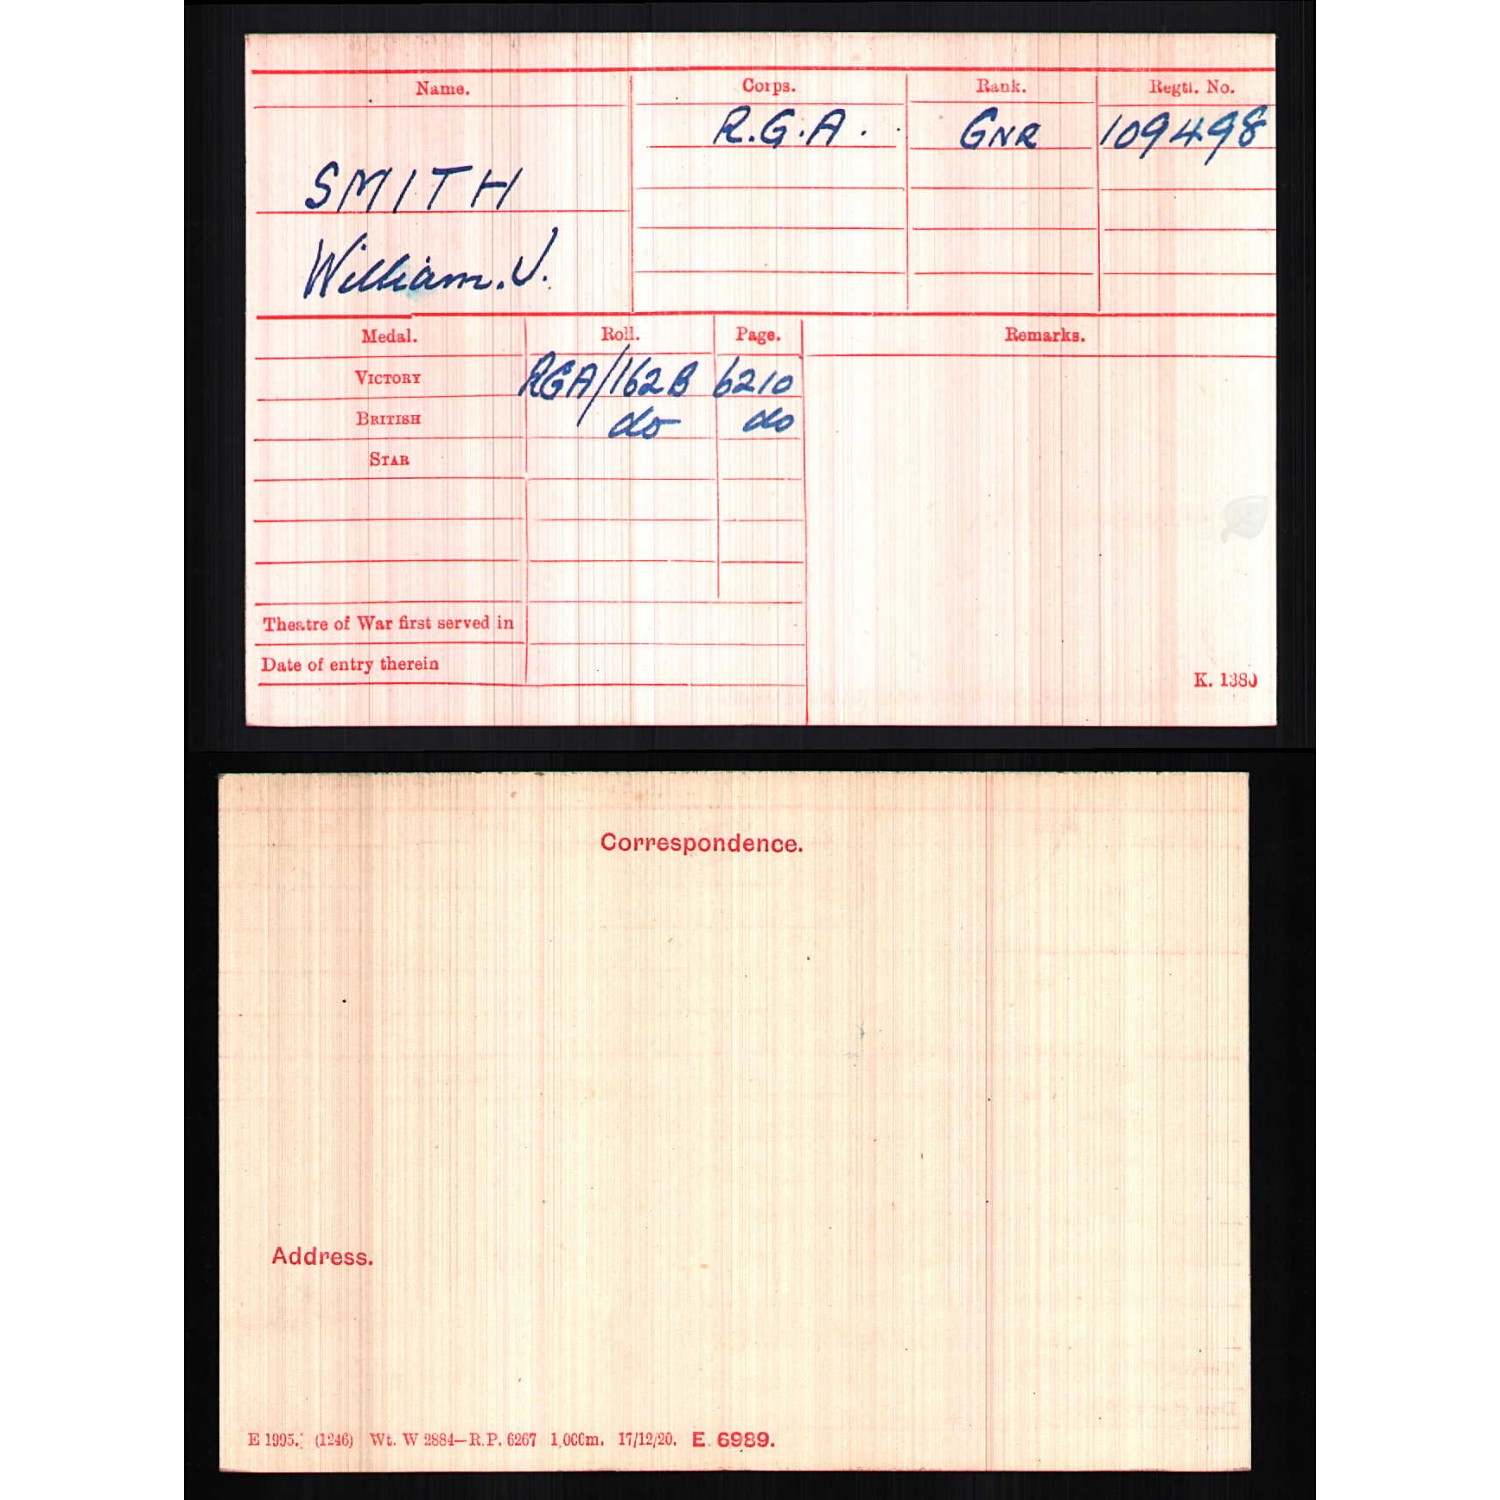 Name. Corps. Rank. Regtl. No.
R.G.A. GNR 109498
SMITH
William. J.
Medal. Roll. Page. Remarks.
VICTORY RGA/162B 6210
BRITISH do do
STAR
Theatre of War first served in
Date of entry therein
K. 1380
Correspondence.
Address.
E 1995. (1246) Wt. W 2884—R.P. 6267 1,000m. 17/12/20. E. 6989.